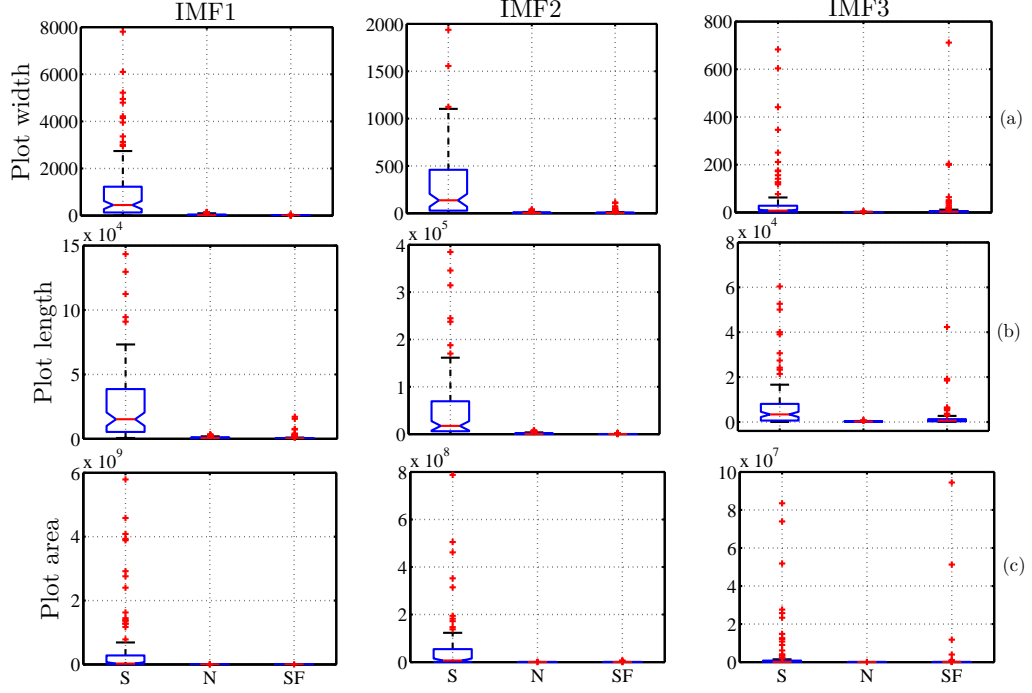 IMF1 IMF2 IMF3
Plot width
8000 6000 4000 2000 0
2000 1500 1000 500 0
800 600 400 200 0
(a)
Plot length
x 10^4
15 10 5 0
x 10^5
4 3 2 1 0
x 10^4
8 6 4 2 0
(b)
Plot area
x 10^9
6 4 2 0
x 10^8
8 6 4 2 0
x 10^7
10 8 6 4 2 0
(c)
S N SF S N SF S N SF